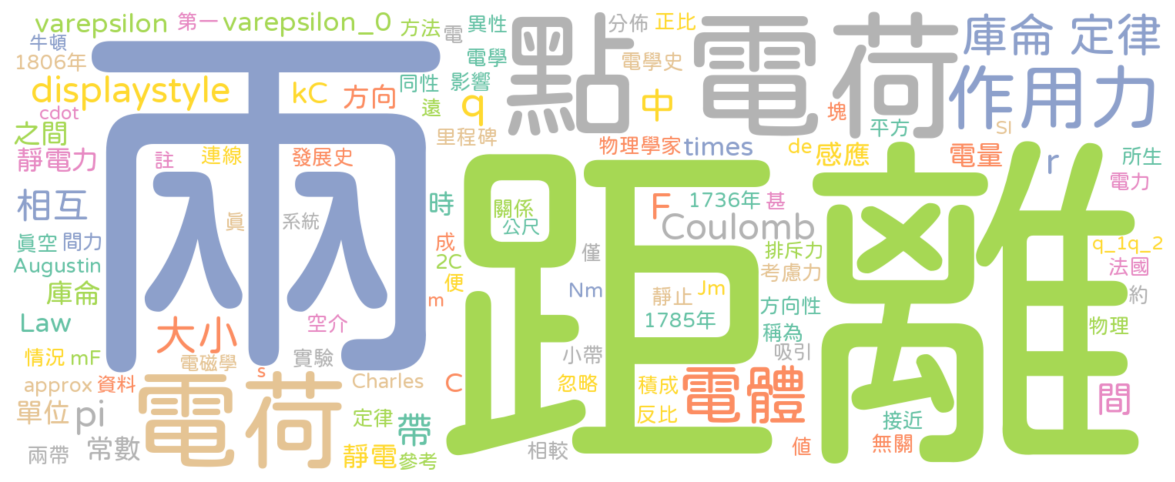 varepsilon 第一 varepsilon_0 方法 電 異性 點 電荷 分佈 正比 庫侖 定律
牛頓 1806年 電學 電學史 作用力
displaystyle kC 方向 同性 影響 遠 q 中
cdot 之間 里程碑 塊 平方 SI
靜電力 註 連線 發展史 物理學家 times de 感應 電量 r 所生
兩 距離 電力
相互 眞 系統 時 關係 公尺 F 1736年 甚 Coulomb
眞空 間力 成 2C 便 僅 排斥力 q_1q_2
Augustin m Nm 靜止 Jm 考慮力 法國
庫侖 方向性 約
Law 大小 空介 1785年 稱為 物理
情況 mF 電磁學 s 實驗 小帶 吸引
approx 資料 電荷 Charles C 忽略 積成 電體 間
單位 pi 定律 帶 反比 接近
兩帶 常數 靜電 參考 相較 值 無關